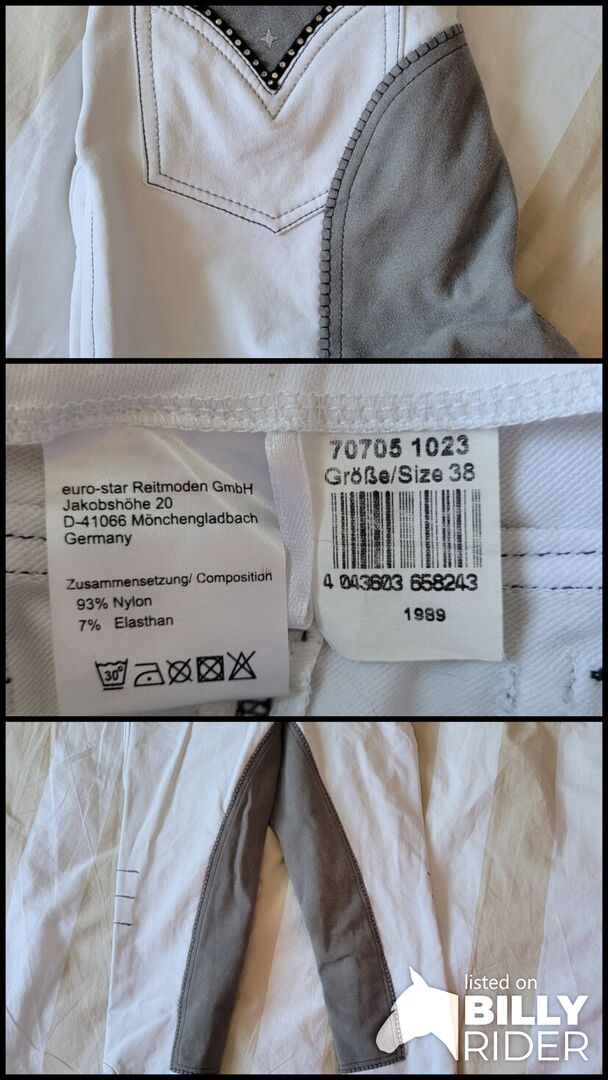 euro-star Reitmoden GmbH
Jakobshöhe 20
D-41066 Mönchengladbach
Germany
Zusammensetzung/ Composition
93% Nylon
7% Elasthan
30°
70705 1023
Größe/Size 38
4 043603 658243
1989
listed on
BILLY
RIDER